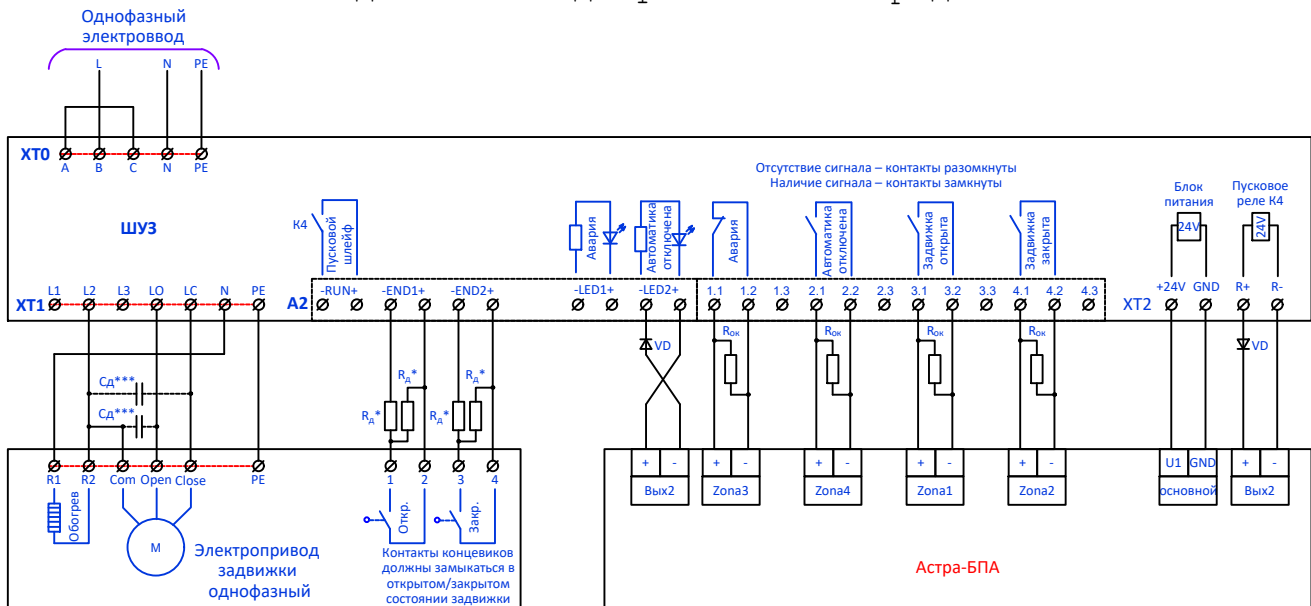 Однофазный
электроввод
L N PE
XT0
A B C N PE
Отсутствие сигнала – контакты разомкнуты
Наличие сигнала – контакты замкнуты
Блок
питания
24V
Пусковое
реле К4
24V
ШУЗ
К4
Пусковой
шлейф
Авария
Автоматика
отключена
Авария
Автоматика
отключена
Задвижка
открыта
Задвижка
закрыта
XT1
L1 L2 L3 LO LC N PE
A2
-RUN+ -END1+ -END2+ -LED1+ -LED2+
1.1 1.2 1.3 2.1 2.2 2.3 3.1 3.2 3.3 4.1 4.2 4.3
XT2
+24V GND R+ R-
VD
Rок
Rок
Rок
Rок
VD
Cд***
Cд***
Rд*
Rд*
Rд*
Rд*
R1 R2 Com Open Close PE
1 2 3 4
Обогрев
M
Электропривод
задвижки
однофазный
Откр.
Закр.
Контакты концевиков
должны замыкаться в
открытом/закрытом
состоянии задвижки
+ - + - + - + - + - U1 GND + -
Вых2 Zona3 Zona4 Zona1 Zona2 основной Вых2
Астра-БПА